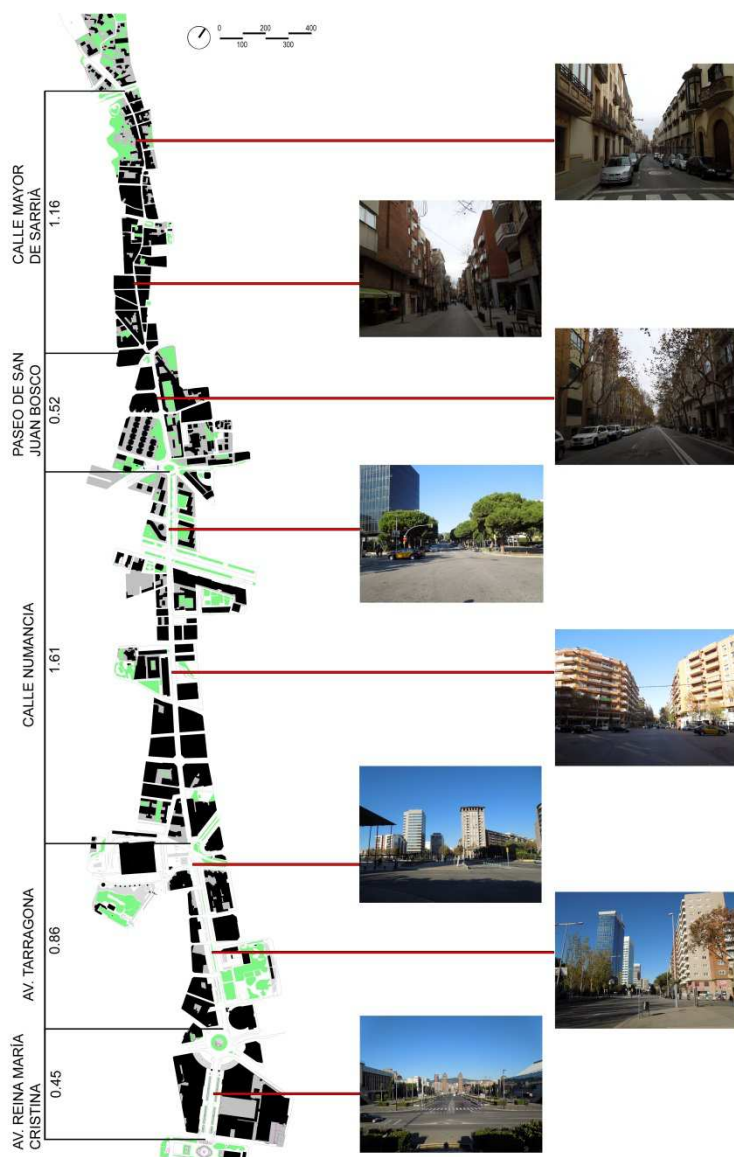 0
200
400
100
300
CALLE MAYOR
DE SARRIÀ
1.16
PASEO DE SAN
JUAN BOSCO
0.52
CALLE NUMANCIA
1.61
AV. TARRAGONA
0.86
AV. REINA MARÍA
CRISTINA
0.45